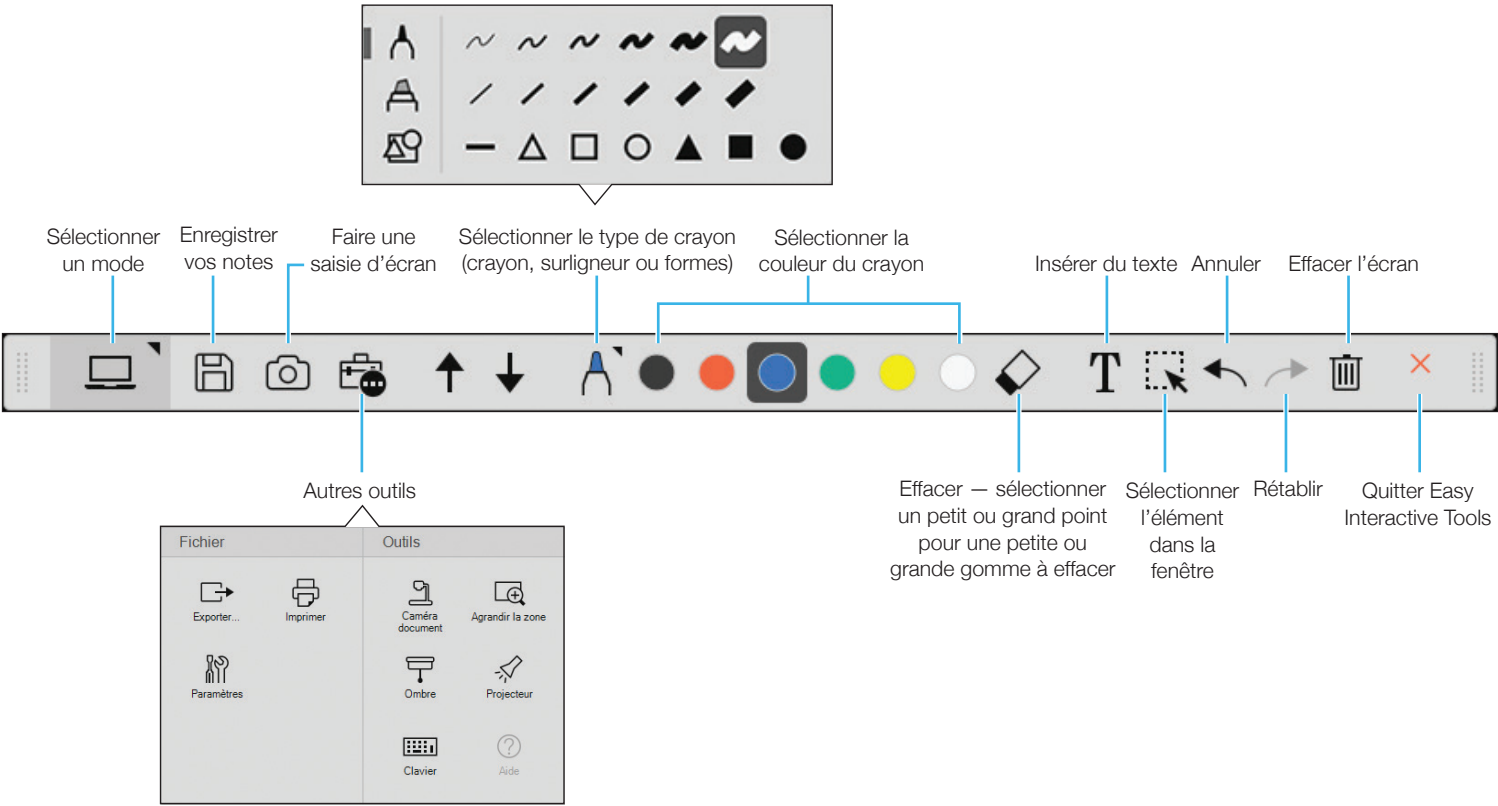 Sélectionner
un mode
Enregistrer
vos notes
Faire une
saisie d'écran
Sélectionner le type de crayon
(crayon, surligneur ou formes)
Sélectionner la
couleur du crayon
Insérer du texte
Annuler
Effacer l'écran
T
Autres outils
Effacer — sélectionner
un petit ou grand point
pour une petite ou
grande gomme à effacer
Sélectionner
l'élément
dans la
fenêtre
Rétablir
Quitter Easy
Interactive Tools
Fichier
Outils
Exporter...
Imprimer
Caméra
document
Agrandir la zone
Paramètres
Ombre
Projecteur
Clavier
Aide